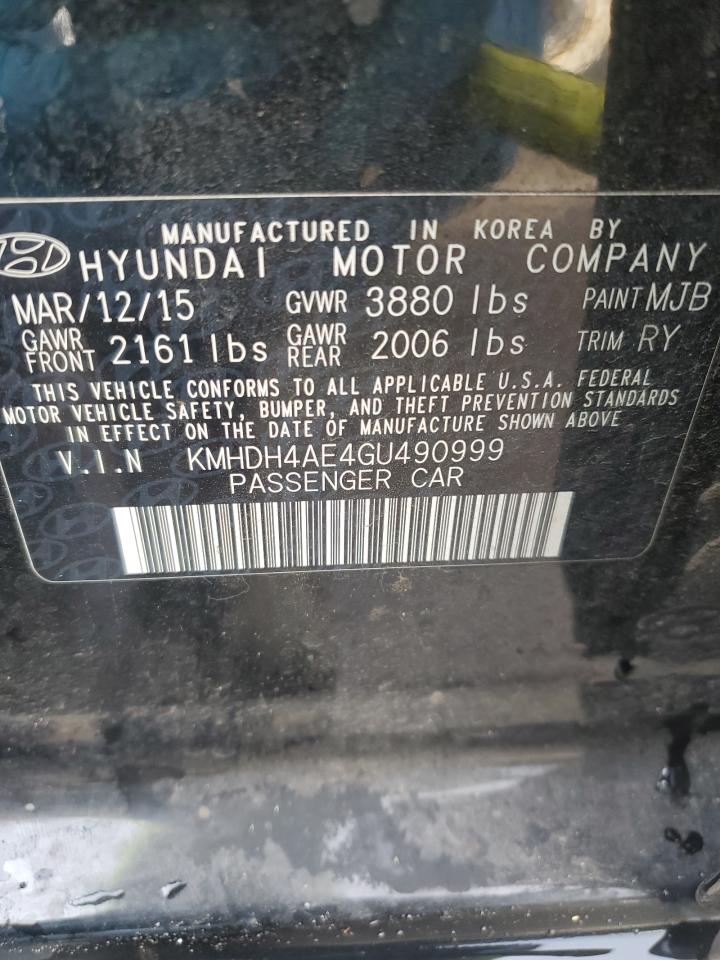 MANUFACTURED IN KOREA BY
HYUNDAI MOTOR COMPANY
MAR/12/15 GVWR 3880 lbs PAINT MJB
GAWR FRONT 2161 lbs GAWR REAR 2006 lbs TRIM RY
THIS VEHICLE CONFORMS TO ALL APPLICABLE U.S.A. FEDERAL
MOTOR VEHICLE SAFETY, BUMPER, AND THEFT PREVENTION STANDARDS
IN EFFECT ON THE DATE OF MANUFACTURE SHOWN ABOVE
V.I.N KMHDH4AE4GU490999
PASSENGER CAR